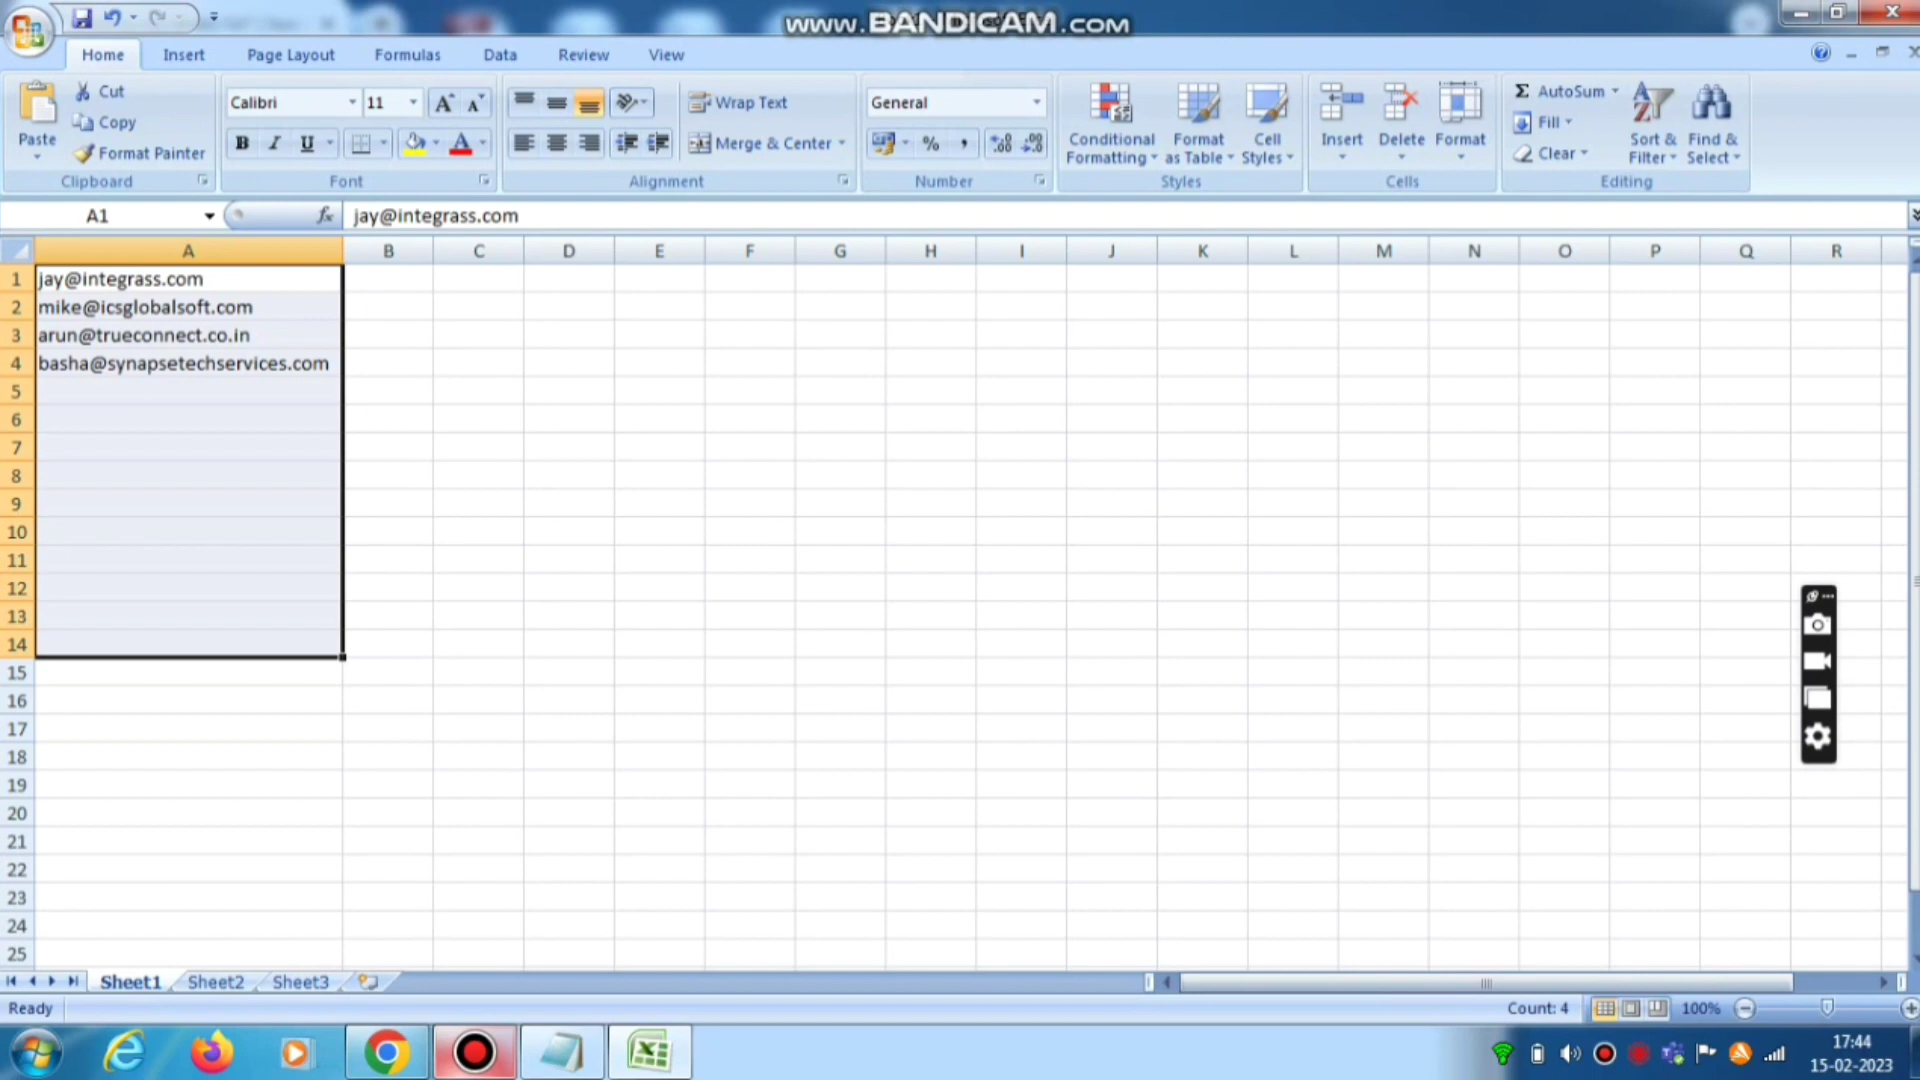 www.BANDICAM.com
Home Insert Page Layout Formulas Data Review View
Cut
Copy
Format Painter
Paste
Clipboard
Calibri 11
B I U
Font
Wrap Text
Merge & Center
Alignment
General
%
Number
Conditional Formatting
Format as Table
Cell Styles
Styles
Insert Delete Format
Cells
Σ AutoSum
Fill
Clear
Sort & Filter
Find & Select
Editing
A1 fx jay@integrass.com
A B C D E F G H I J K L M N O P Q R
1 jay@integrass.com
2 mike@icsglobalsoft.com
3 arun@trueconnect.co.in
4 basha@synapsetechservices.com
5
6
7
8
9
10
11
12
13
14
15
16
17
18
19
20
21
22
23
24
25
Sheet1 Sheet2 Sheet3
Ready Count: 4 100%
17:44
15-02-2023